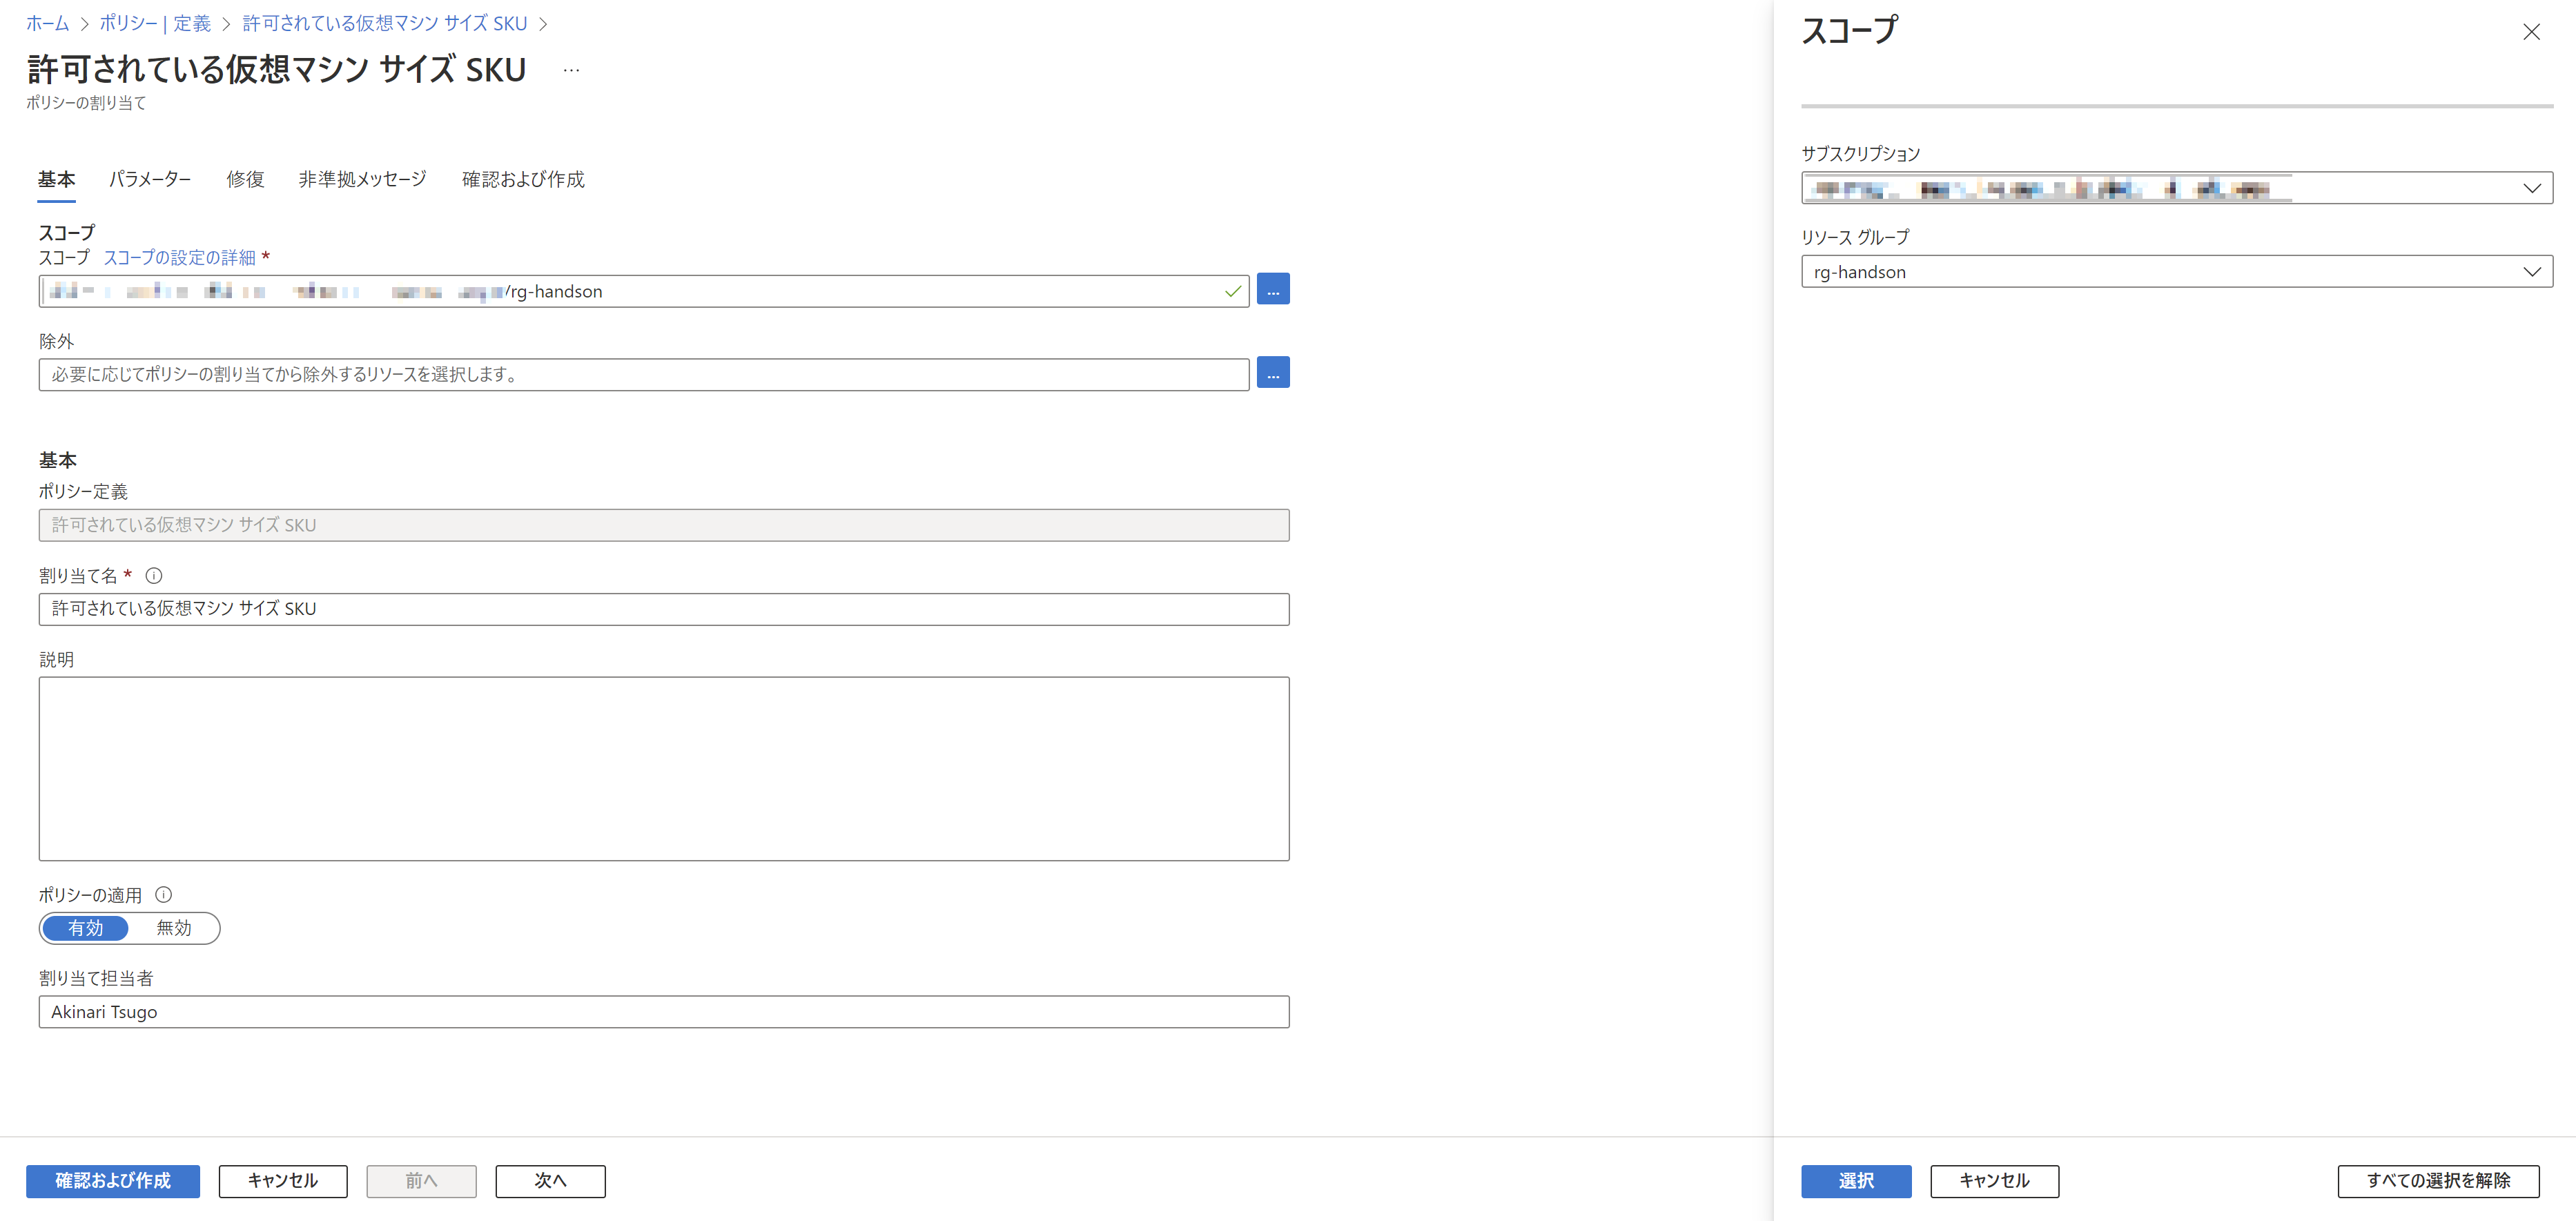 ホーム > ポリシー | 定義 > 許可されている仮想マシン サイズ SKU >
許可されている仮想マシン サイズ SKU ...
ポリシーの割り当て
基本 パラメーター 修復 非準拠メッセージ 確認および作成
スコープ
スコープ スコープの設定の詳細 *
/rg-handson
...
除外
必要に応じてポリシーの割り当てから除外するリソースを選択します。
...
基本
ポリシー定義
許可されている仮想マシン サイズ SKU
割り当て名 *
許可されている仮想マシン サイズ SKU
説明
ポリシーの適用
有効 無効
割り当て担当者
Akinari Tsugo
確認および作成 キャンセル 前へ 次へ
スコープ
サブスクリプション
リソース グループ
rg-handson
選択 キャンセル すべての選択を解除